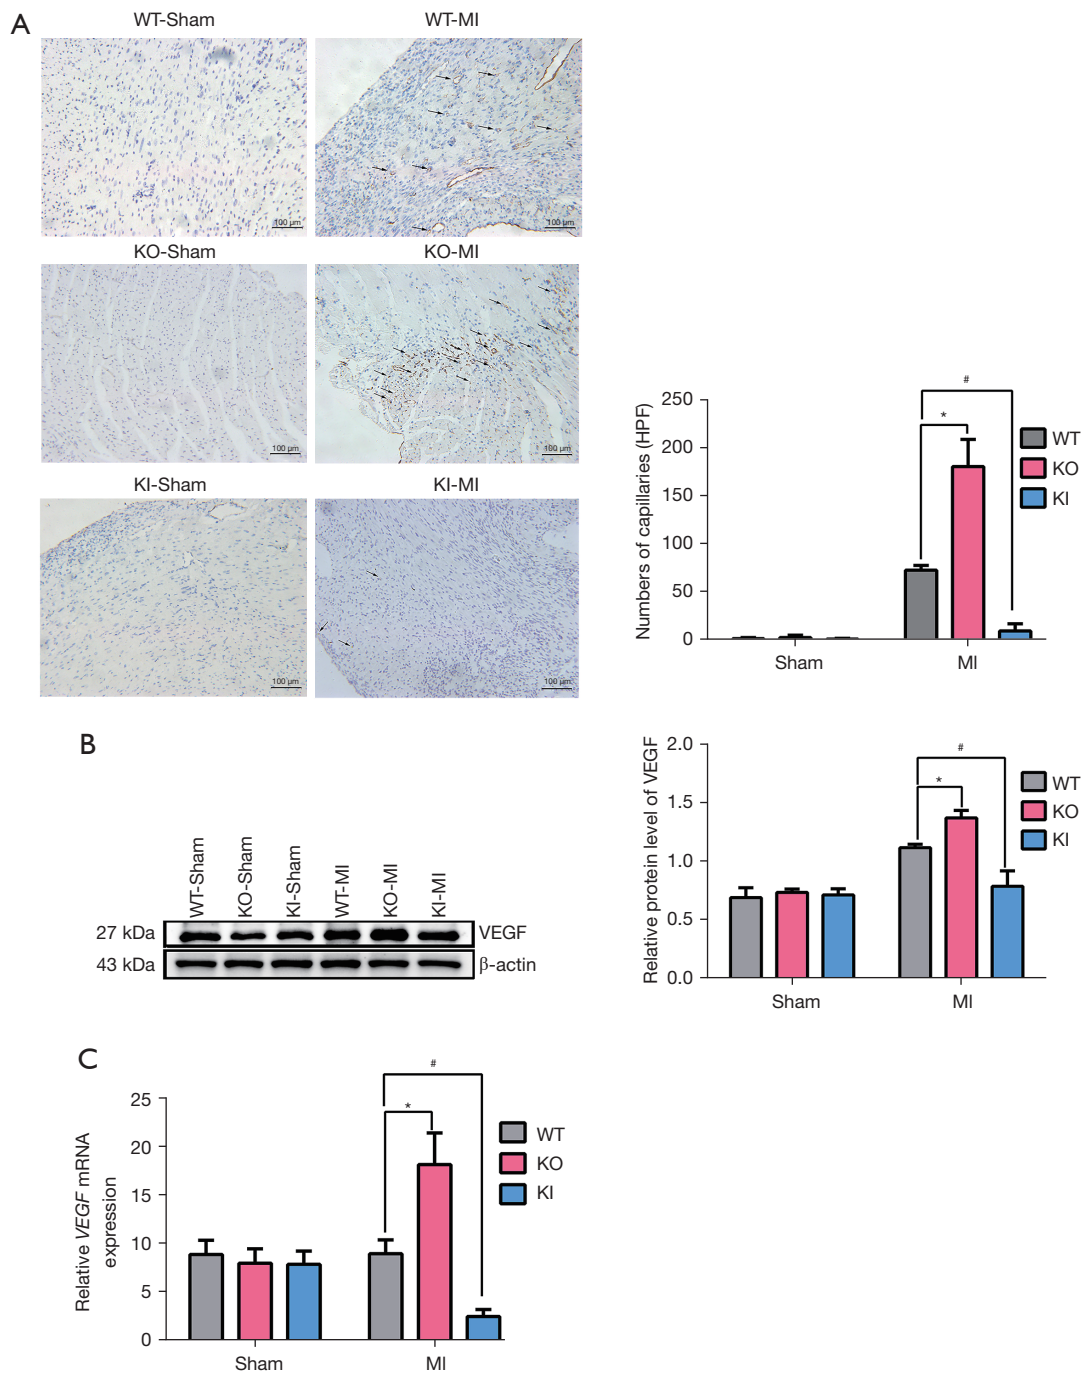 A
WT-Sham
WT-MI
100 μm
100 μm
KO-Sham
KO-MI
100 μm
100 μm
KI-Sham
KI-MI
100 μm
100 μm
Numbers of capillaries (HPF)
250
200
150
100
50
0
#
*
Sham
MI
WT
KO
KI
B
WT-Sham
KO-Sham
KI-Sham
WT-MI
KO-MI
KI-MI
27 kDa
VEGF
43 kDa
β-actin
Relative protein level of VEGF
2.0
1.5
1.0
0.5
0.0
#
*
Sham
MI
WT
KO
KI
C
Relative VEGF mRNA
expression
25
20
15
10
5
0
#
*
Sham
MI
WT
KO
KI